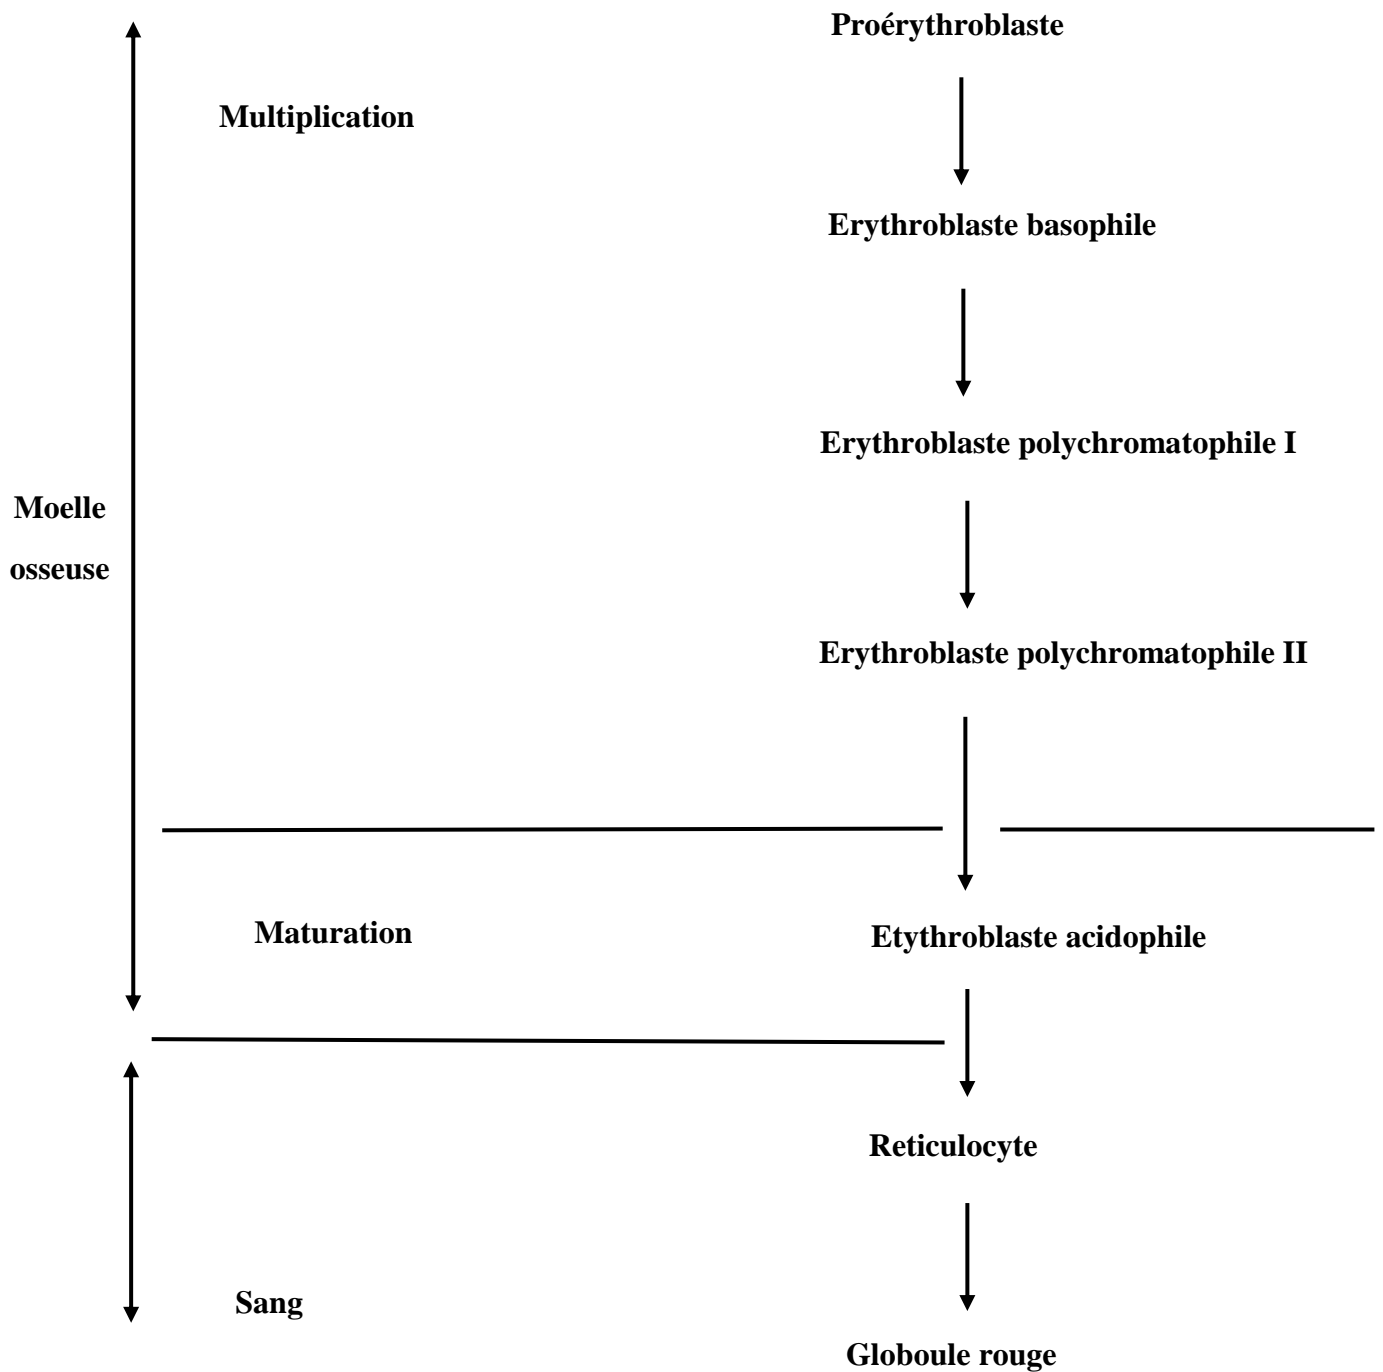 Proérythroblaste
Multiplication
Erythroblaste basophile
Erythroblaste polychromatophile I
Moelle
osseuse
Erythroblaste polychromatophile II
Maturation
Etythroblaste acidophile
Reticulocyte
Sang
Globoule rouge